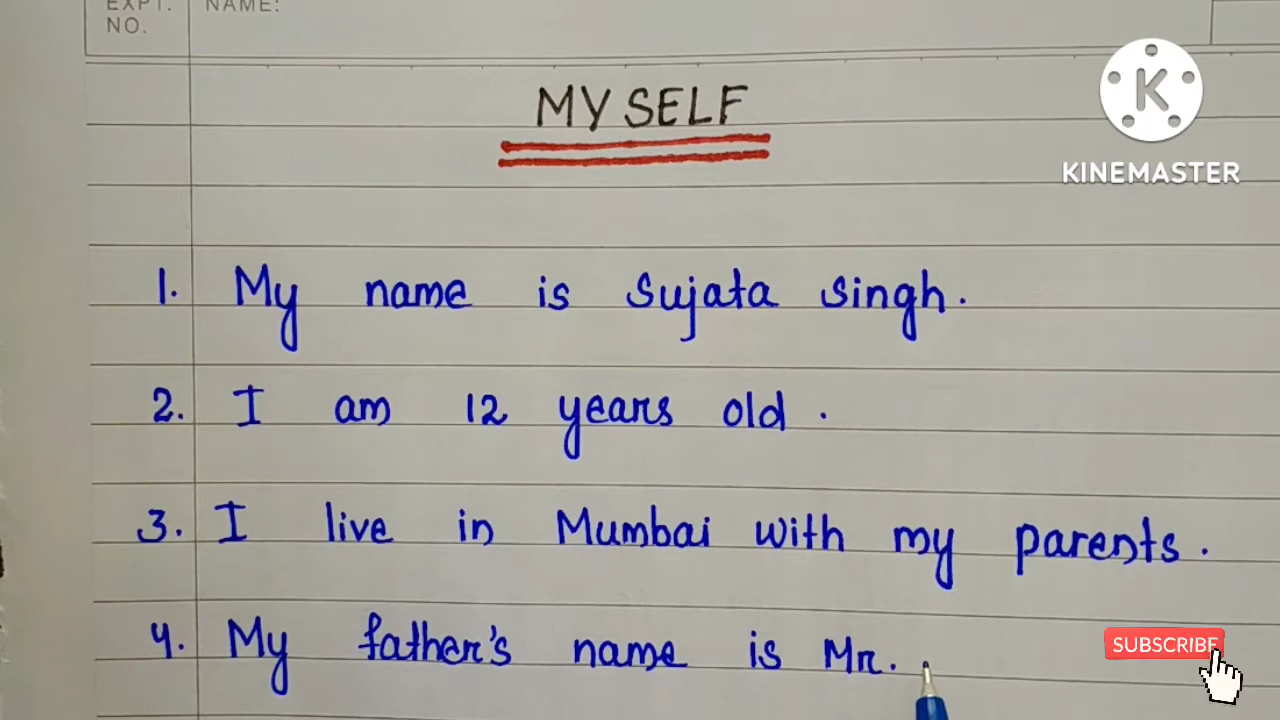 EXPT. NAME:
NO.
MY SELF
K
KINEMASTER
1. My name is Sujata Singh.
2. I am 12 years old.
3. I live in Mumbai with my parents.
4. My father's name is Mr.
SUBSCRIBE